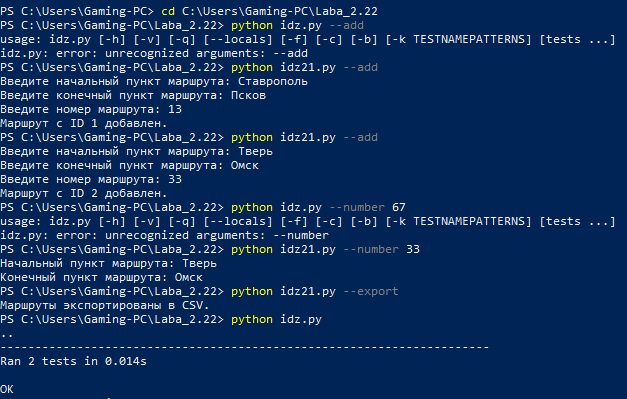 PS C:\Users\Gaming-PC> cd C:\Users\Gaming-PC\Laba_2.22
PS C:\Users\Gaming-PC\Laba_2.22> python idz.py --add
usage: idz.py [-h] [-v] [-q] [--locals] [-f] [-c] [-b] [-k TESTNAMEPATTERNS] [tests ...]
idz.py: error: unrecognized arguments: --add
PS C:\Users\Gaming-PC\Laba_2.22> python idz21.py --add
Введите начальный пункт маршрута: Ставрополь
Введите конечный пункт маршрута: Псков
Введите номер маршрута: 13
Маршрут с ID 1 добавлен.
PS C:\Users\Gaming-PC\Laba_2.22> python idz21.py --add
Введите начальный пункт маршрута: Тверь
Введите конечный пункт маршрута: Омск
Введите номер маршрута: 33
Маршрут с ID 2 добавлен.
PS C:\Users\Gaming-PC\Laba_2.22> python idz.py --number 67
usage: idz.py [-h] [-v] [-q] [--locals] [-f] [-c] [-b] [-k TESTNAMEPATTERNS] [tests ...]
idz.py: error: unrecognized arguments: --number
PS C:\Users\Gaming-PC\Laba_2.22> python idz21.py --number 33
Начальный пункт маршрута: Тверь
Конечный пункт маршрута: Омск
PS C:\Users\Gaming-PC\Laba_2.22> python idz21.py --export
Маршруты экспортированы в CSV.
PS C:\Users\Gaming-PC\Laba_2.22> python idz.py
..
----------------------------------------------------------------------
Ran 2 tests in 0.014s
OK